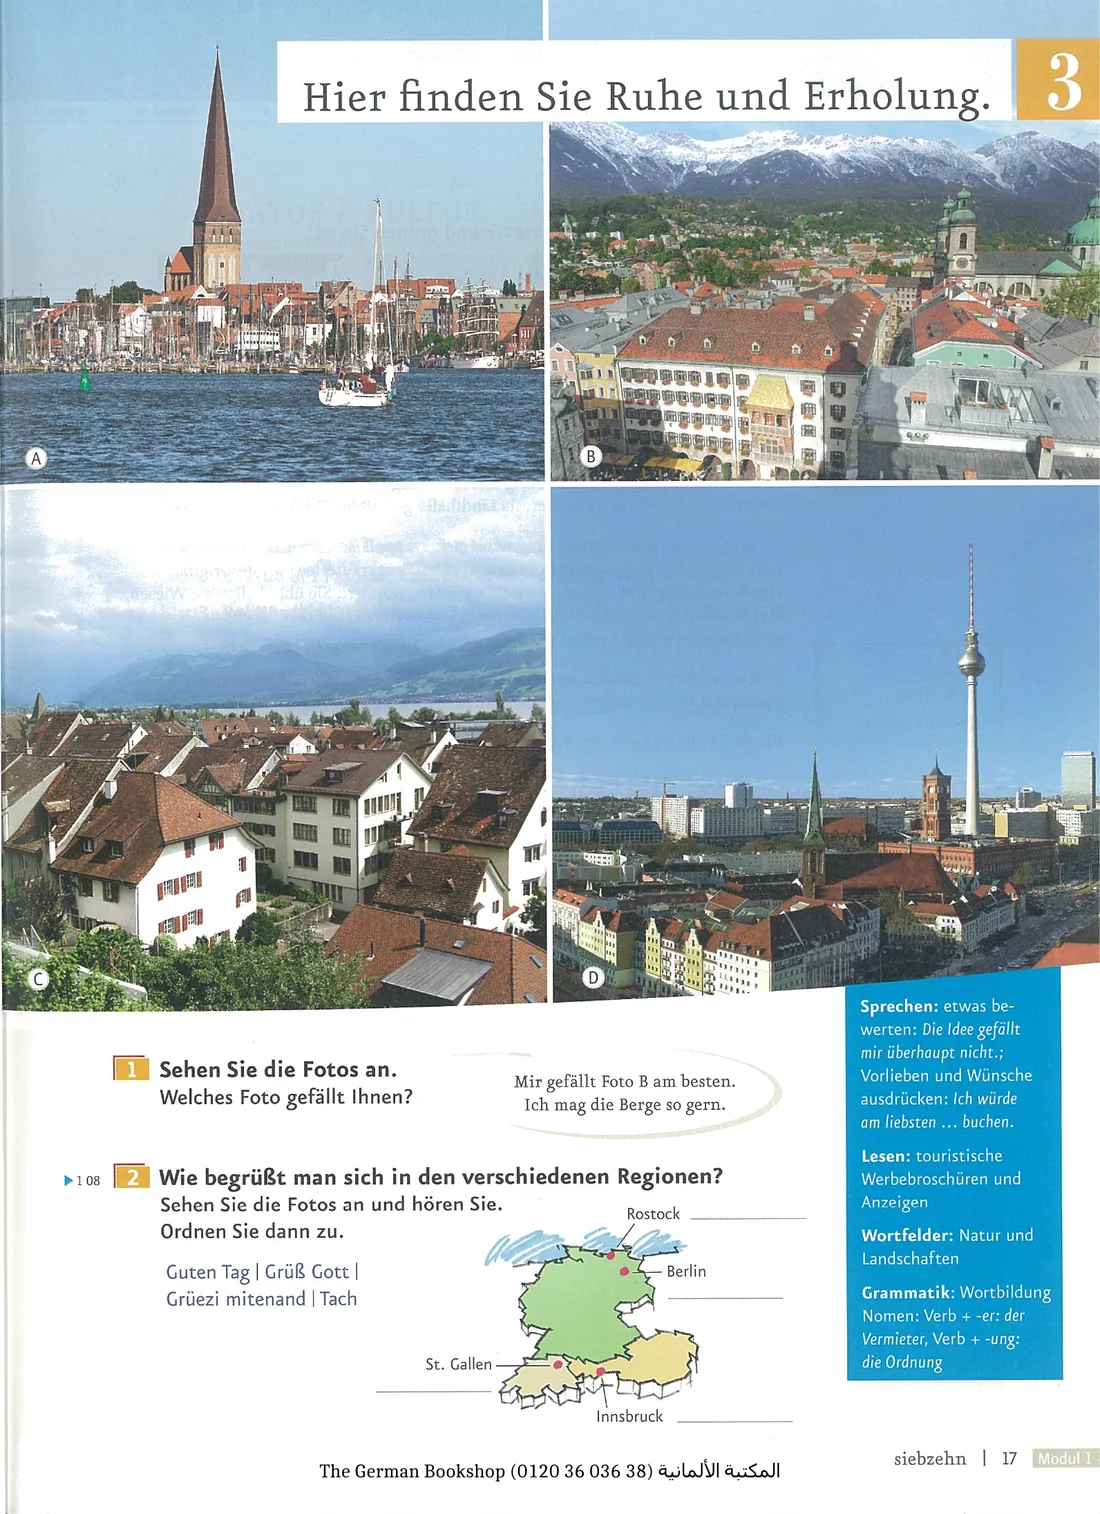 Hier finden Sie Ruhe und Erholung.
3
A
B
C
D
1 Sehen Sie die Fotos an.
Welches Foto gefällt Ihnen?
Mir gefällt Foto B am besten.
Ich mag die Berge so gern.
1 08
2 Wie begrüßt man sich in den verschiedenen Regionen?
Sehen Sie die Fotos an und hören Sie.
Ordnen Sie dann zu.
Guten Tag | Grüß Gott |
Grüezi mitenand | Tach
Rostock
Berlin
St. Gallen
Innsbruck
Sprechen: etwas be-
werten: Die Idee gefällt
mir überhaupt nicht.;
Vorlieben und Wünsche
ausdrücken: Ich würde
am liebsten ... buchen.
Lesen: touristische
Werbebroschüren und
Anzeigen
Wortfelder: Natur und
Landschaften
Grammatik: Wortbildung
Nomen: Verb + -er: der
Vermieter, Verb + -ung:
die Ordnung
siebzehn | 17 Modul 1
The German Bookshop (0120 36 036 38) المكتبة الألمانية